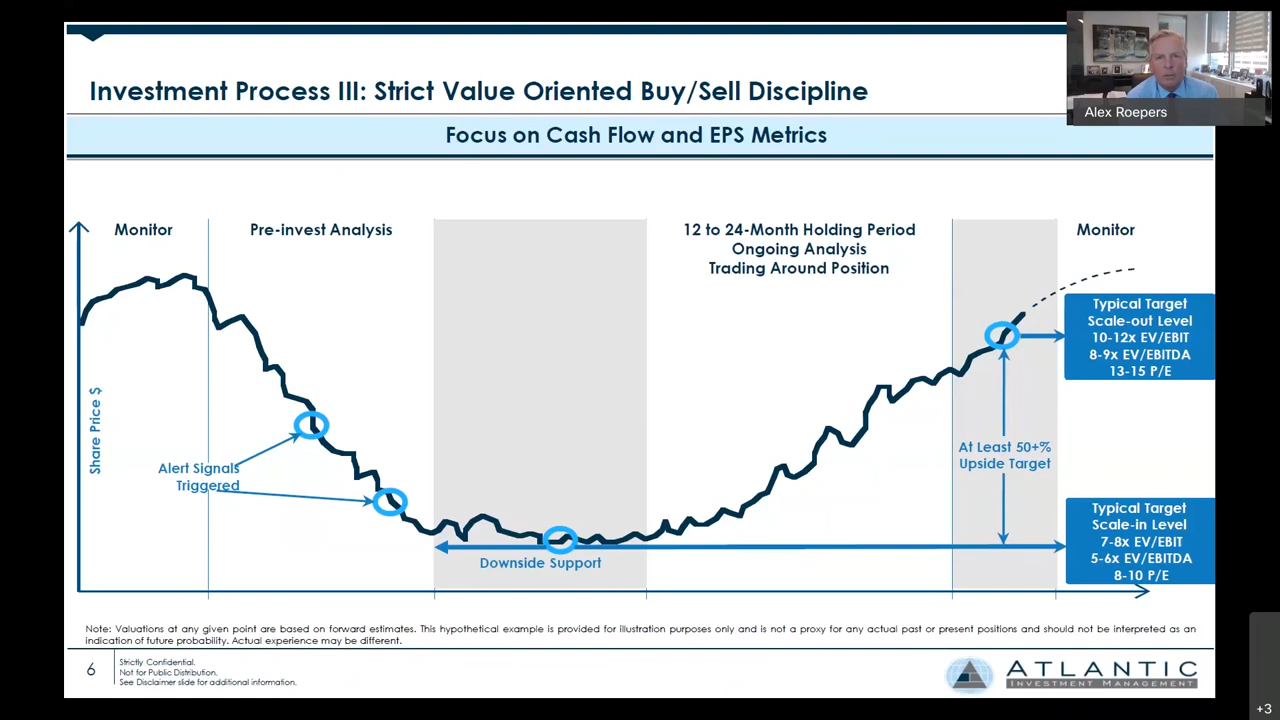 Investment Process III: Strict Value Oriented Buy/Sell Discipline
Alex Roepers
Focus on Cash Flow and EPS Metrics
Monitor
Pre-invest Analysis
12 to 24-Month Holding Period
Ongoing Analysis
Trading Around Position
Monitor
Share Price $
Alert Signals
Triggered
Downside Support
At Least 50+%
Upside Target
Typical Target
Scale-out Level
10-12x EV/EBIT
8-9x EV/EBITDA
13-15 P/E
Typical Target
Scale-in Level
7-8x EV/EBIT
5-6x EV/EBITDA
8-10 P/E
Note: Valuations at any given point are based on forward estimates. This hypothetical example is provided for illustration purposes only and is not a proxy for any actual past or present positions and should not be interpreted as an
indication of future probability. Actual experience may be different.
6
Strictly Confidential.
Not for Public Distribution.
See Disclaimer slide for additional information.
ATLANTIC
INVESTMENT MANAGEMENT
+3